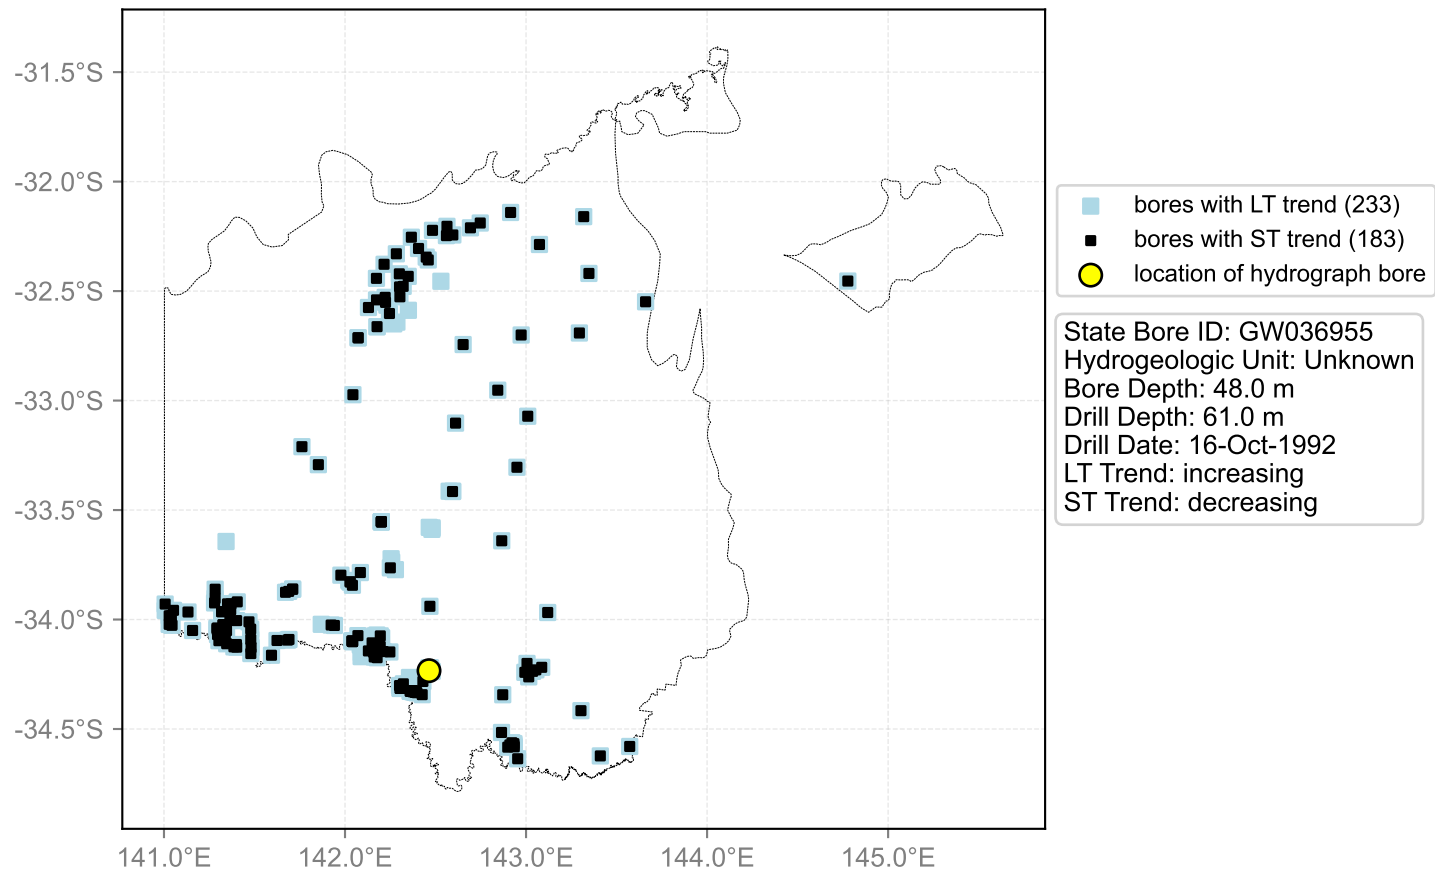 -31.5°S
-32.0°S
-32.5°S
-33.0°S
-33.5°S
-34.0°S
-34.5°S
141.0°E
142.0°E
143.0°E
144.0°E
145.0°E
bores with LT trend (233)
bores with ST trend (183)
location of hydrograph bore
State Bore ID: GW036955
Hydrogeologic Unit: Unknown
Bore Depth: 48.0 m
Drill Depth: 61.0 m
Drill Date: 16-Oct-1992
LT Trend: increasing
ST Trend: decreasing